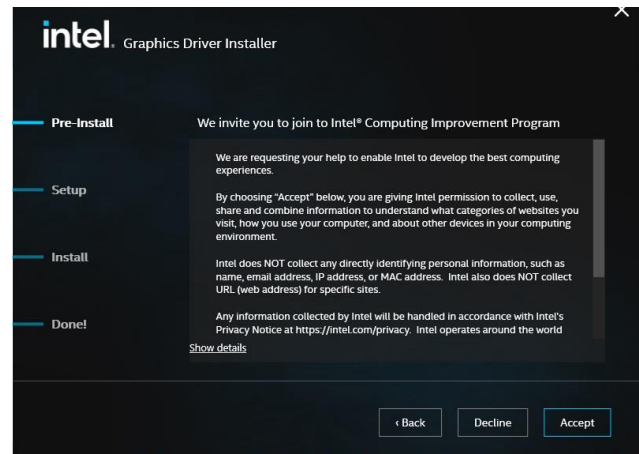 intel. Graphics Driver Installer
Pre-Install
We invite you to join to Intel® Computing Improvement Program
We are requesting your help to enable Intel to develop the best computing
experiences.
Setup
By choosing "Accept" below, you are giving Intel permission to collect, use,
share and combine information to understand what categories of websites you
visit, how you use your computer, and about other devices in your computing
environment.
Install
Intel does NOT collect any directly identifying personal information, such as
name, email address, IP address, or MAC address. Intel also does NOT collect
URL (web address) for specific sites.
Done!
Any information collected by Intel will be handled in accordance with Intel's
Privacy Notice at https://intel.com/privacy. Intel operates around the world
Show details
‹ Back
Decline
Accept